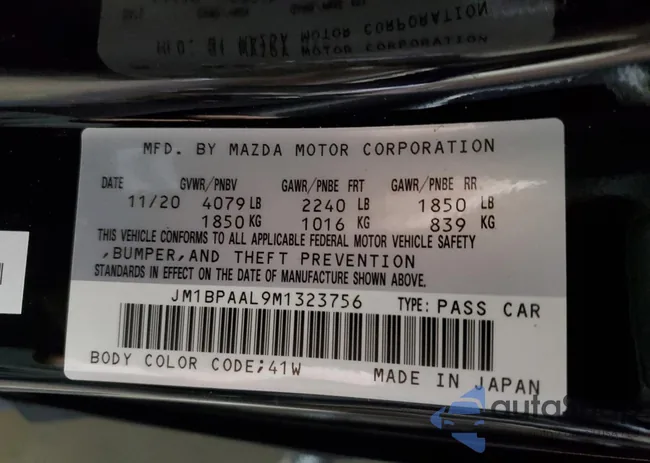 MFD. BY MAZDA MOTOR CORPORATION
DATE GVWR/PNBV GAWR/PNBE FRT GAWR/PNBE RR
11/20 4079 LB 2240 LB 1850 LB
1850 KG 1016 KG 839 KG
THIS VEHICLE CONFORMS TO ALL APPLICABLE FEDERAL MOTOR VEHICLE SAFETY
,BUMPER,AND THEFT PREVENTION
STANDARDS IN EFFECT ON THE DATE OF MANUFACTURE SHOWN ABOVE.
JM1BPAAL9M1323756 TYPE: PASS CAR
BODY COLOR CODE;41W MADE IN JAPAN